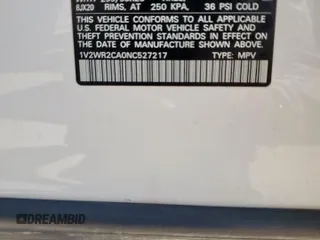 8JX20 RIMS, AT 250 KPA. 36 PSI COLD
THIS VEHICLE CONFORMS TO ALL APPLICABLE
U.S. FEDERAL MOTOR VEHICLE SAFETY, BUMPER
AND THEFT PREVENTION STANDARDS IN EFFECT
ON THE DATE OF MANUFACTURE SHOWN ABOVE.
1V2WR2CA0NC527217 TYPE: MPV
DREAMBID